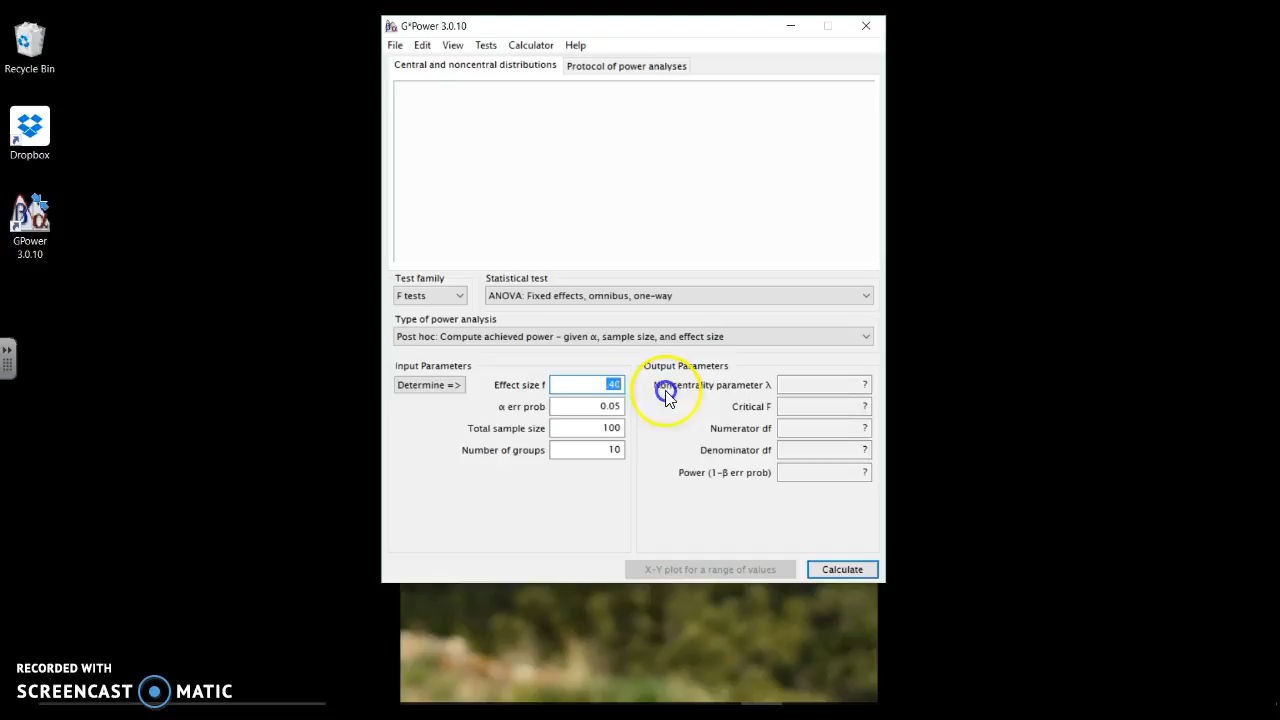 Recycle Bin
Dropbox
GPower
3.0.10
G*Power 3.0.10
File Edit View Tests Calculator Help
Central and noncentral distributions Protocol of power analyses
Test family Statistical test
F tests ANOVA: Fixed effects, omnibus, one-way
Type of power analysis
Post hoc: Compute achieved power - given α, sample size, and effect size
Input Parameters Output Parameters
Determine => Effect size f .40 Noncentrality parameter λ ?
α err prob 0.05 Critical F ?
Total sample size 100 Numerator df ?
Number of groups 10 Denominator df ?
Power (1-β err prob) ?
X-Y plot for a range of values Calculate
RECORDED WITH
SCREENCAST MATIC